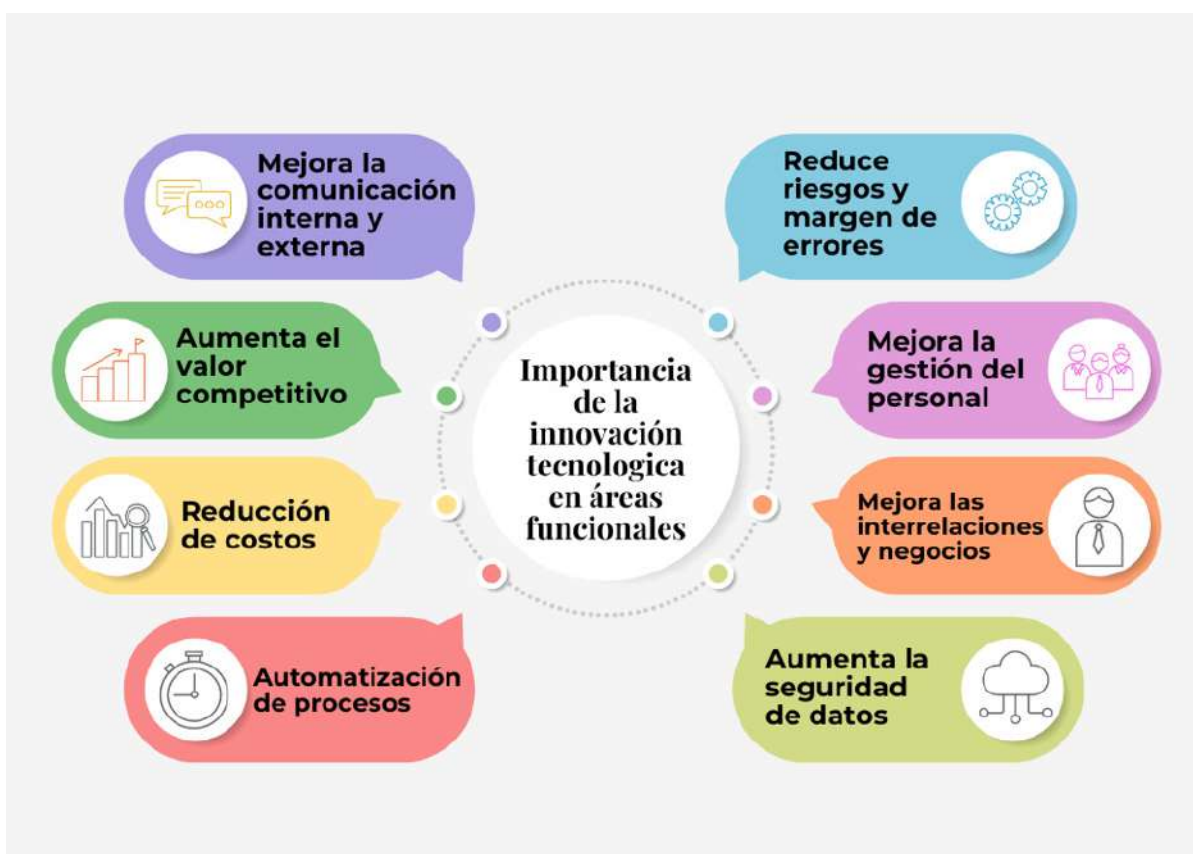 Mejora la
comunicación
interna y
externa
Aumenta el
valor
competitivo
Reducción
de costos
Automatización
de procesos
Importancia
de la
innovación
tecnologica
en áreas
funcionales
Reduce
riesgos y
margen de
errores
Mejora la
gestión del
personal
Mejora las
interrelaciones
y negocios
Aumenta la
seguridad
de datos